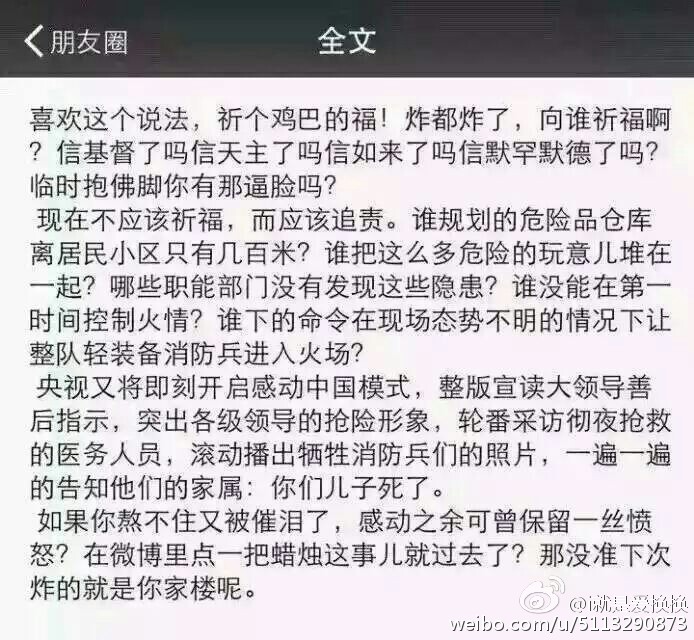 朋友圈
全文
喜欢这个说法，祈个鸡巴的福！炸都炸了，向谁祈福啊
？信基督了吗信天主了吗信如来了吗信默罕默德了吗？
临时抱佛脚你有那逼脸吗？
现在不应该祈福，而应该追责。谁规划的危险品仓库
离居民小区只有几百米？谁把这么多危险的玩意儿堆在
一起？哪些职能部门没有发现这些隐患？谁没能在第一
时间控制火情？谁下的命令在现场态势不明的情况下让
整队轻装备消防兵进入火场？
央视又将即刻开启感动中国模式，整版宣读大领导善
后指示，突出各级领导的抢险形象，轮番采访彻夜抢救
的医务人员，滚动播出牺牲消防兵们的照片，一遍一遍
的告知他们的家属：你们儿子死了。
如果你熬不住又被催泪了，感动之余可曾保留一丝愤
怒？在微博里点一把蜡烛这事儿就过去了？那没准下次
炸的就是你家楼呢。
@i就是爱换换
weibo.com/u/5113290873